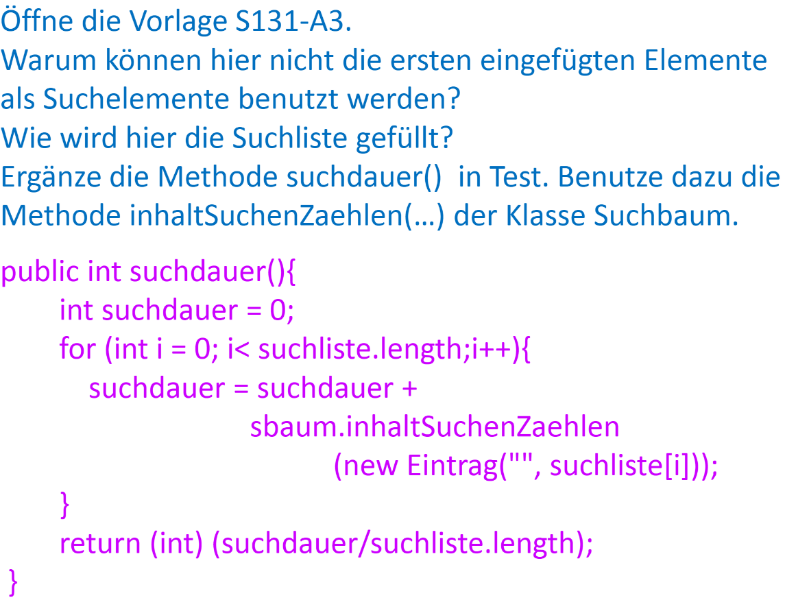 Öffne die Vorlage S131-A3.
Warum können hier nicht die ersten eingefügten Elemente
als Suchelemente benutzt werden?
Wie wird hier die Suchliste gefüllt?
Ergänze die Methode suchdauer()  in Test. Benutze dazu die
Methode inhaltSuchenZaehlen(…) der Klasse Suchbaum.
public int suchdauer(){
int suchdauer = 0;
for (int i = 0; i< suchliste.length;i++){
suchdauer = suchdauer +
sbaum.inhaltSuchenZaehlen
(new Eintrag("", suchliste[i]));
}
return (int) (suchdauer/suchliste.length);
}